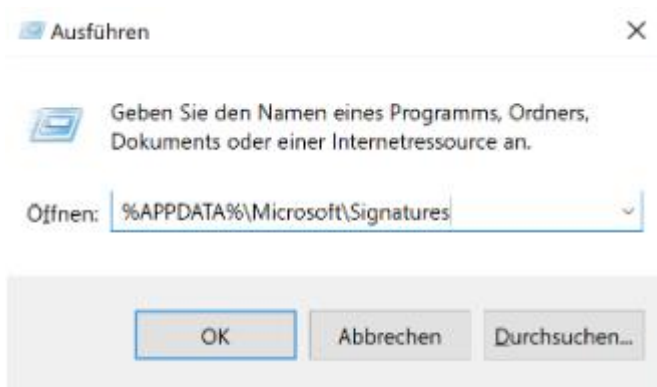 Ausführen
Geben Sie den Namen eines Programms, Ordners,
Dokuments oder einer Internetressource an.
Öffnen: %APPDATA%\Microsoft\Signatures
OK Abbrechen Durchsuchen...